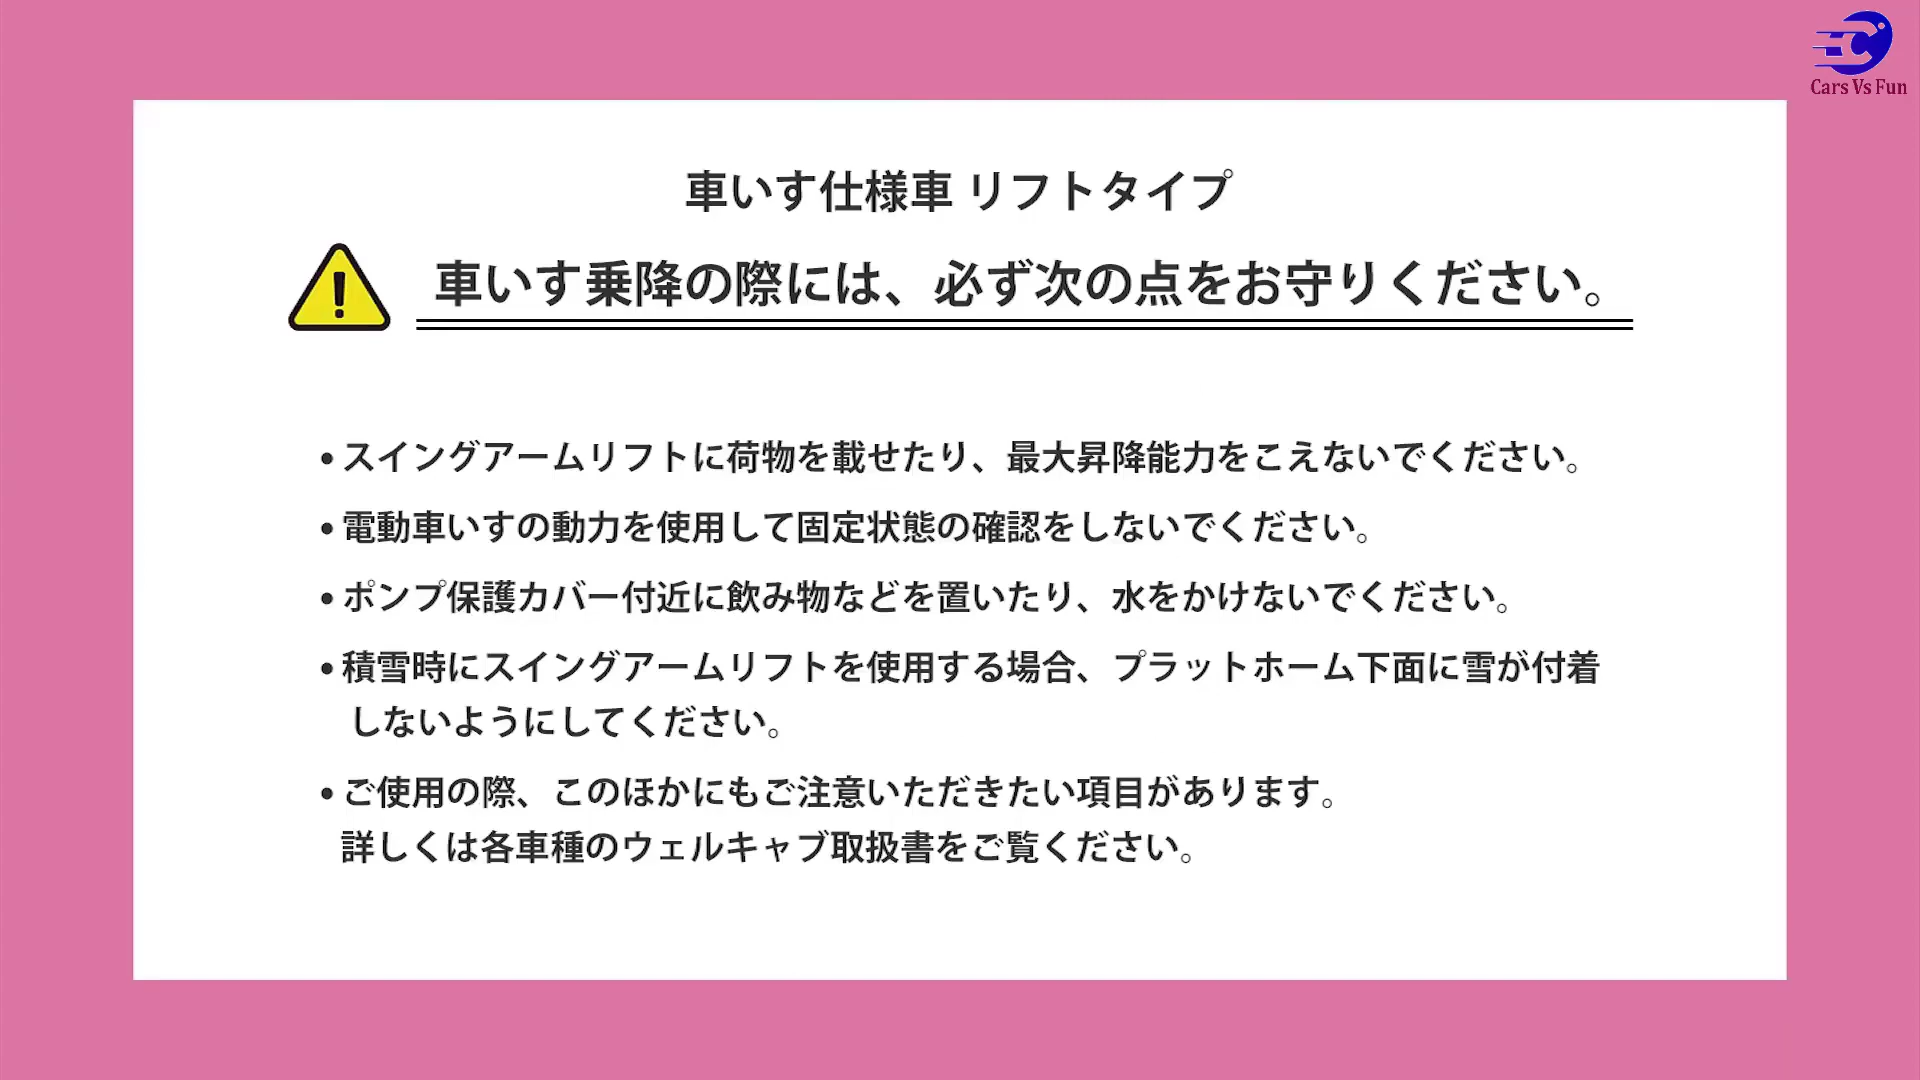 Cars Vs Fun
車いす仕様車 リフトタイプ
車いす乗降の際には、必ず次の点をお守りください。
•スイングアームリフトに荷物を載せたり、最大昇降能力をこえないでください。
•電動車いすの動力を使用して固定状態の確認をしないでください。
•ポンプ保護カバー付近に飲み物などを置いたり、水をかけないでください。
•積雪時にスイングアームリフトを使用する場合、プラットホーム下面に雪が付着
しないようにしてください。
•ご使用の際、このほかにもご注意いただきたい項目があります。
詳しくは各車種のウェルキャブ取扱書をご覧ください。